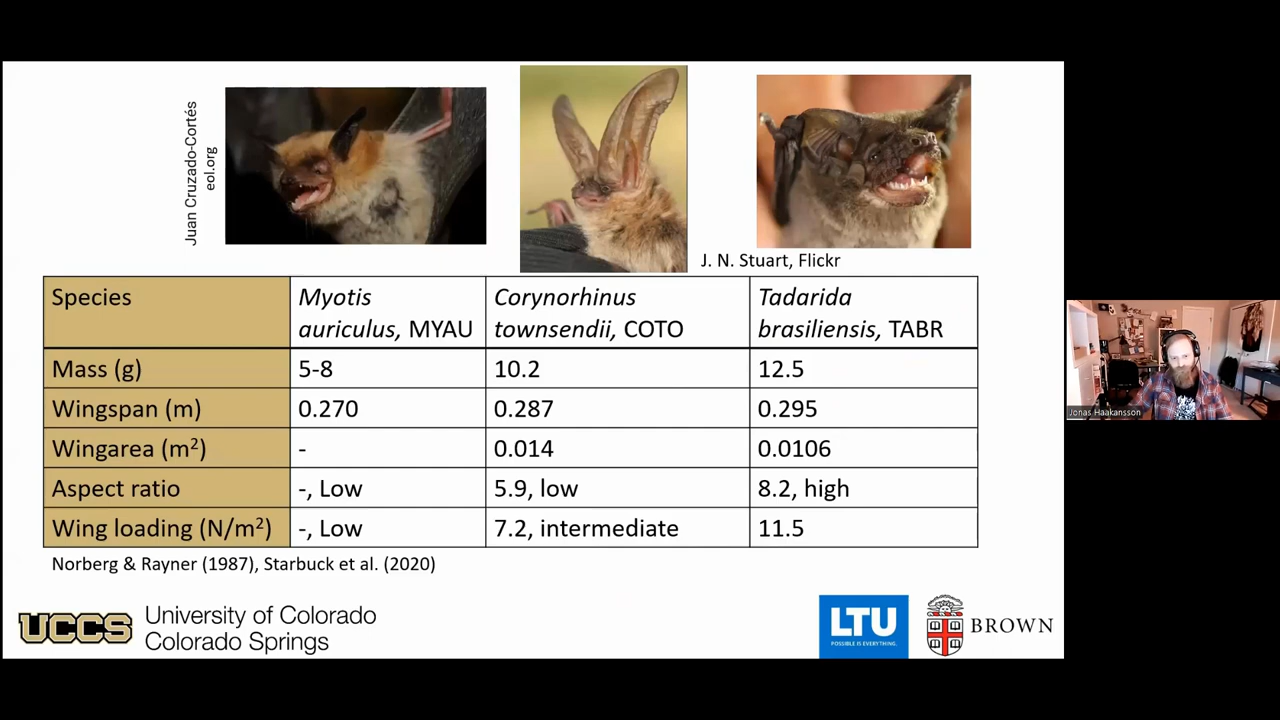 Juan Cruzado-Cortés
eol.org
J. N. Stuart, Flickr
Species
Myotis
auriculus, MYAU
Corynorhinus
townsendii, COTO
Tadarida
brasiliensis, TABR
Mass (g)
5-8
10.2
12.5
Wingspan (m)
0.270
0.287
0.295
Wingarea (m²)
-
0.014
0.0106
Aspect ratio
-, Low
5.9, low
8.2, high
Wing loading (N/m²)
-, Low
7.2, intermediate
11.5
Norberg & Rayner (1987), Starbuck et al. (2020)
UCCS
University of Colorado
Colorado Springs
LTU
POSSIBLE IS EVERYTHING.
BROWN
Jonas Haakansson